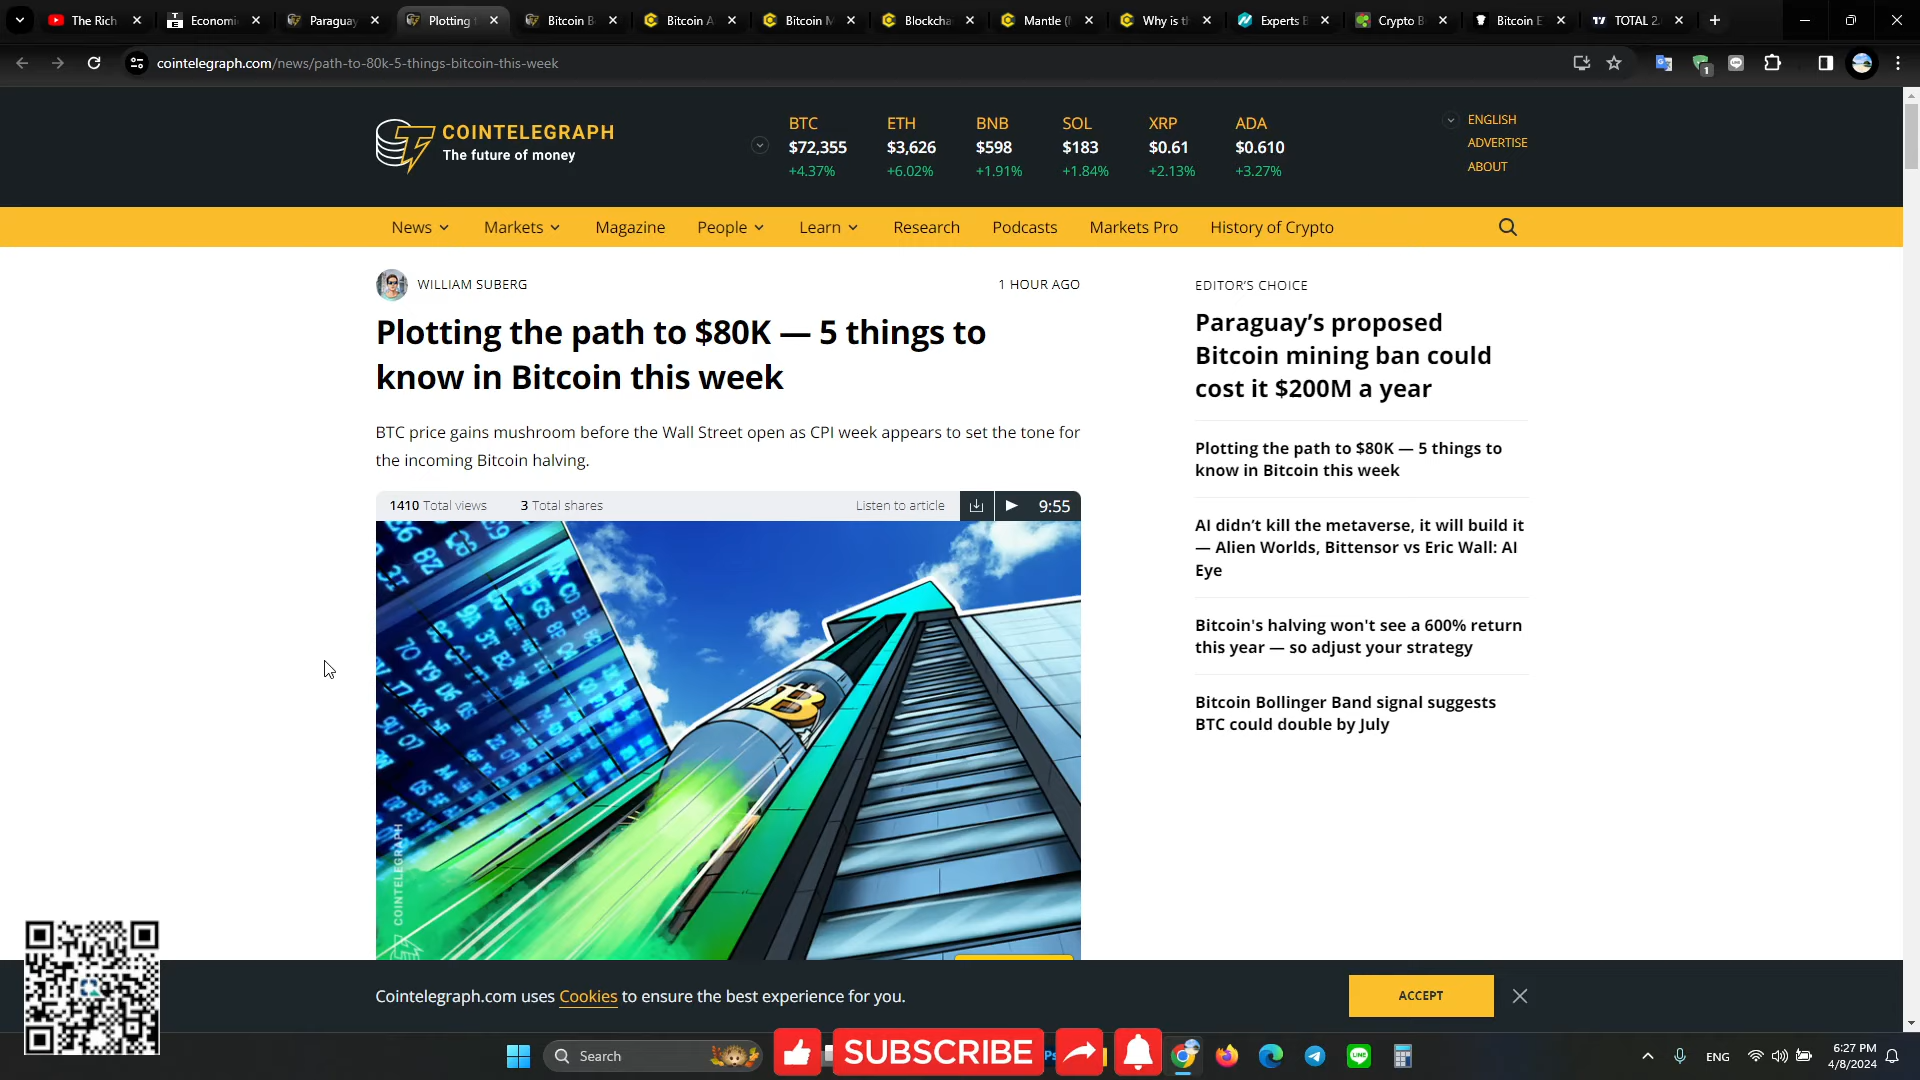 The Rich
Economi
Paraguay
Plotting
Bitcoin B
Bitcoin A
Bitcoin M
Blockcha
Mantle (
Why is t
Experts B
Crypto B
Bitcoin E
TOTAL 2.
cointelegraph.com/news/path-to-80k-5-things-bitcoin-this-week
1
COINTELEGRAPH
The future of money
BTC
$72,355
+4.37%
ETH
$3,626
+6.02%
BNB
$598
+1.91%
SOL
$183
+1.84%
XRP
$0.61
+2.13%
ADA
$0.610
+3.27%
ENGLISH
ADVERTISE
ABOUT
News
Markets
Magazine
People
Learn
Research
Podcasts
Markets Pro
History of Crypto
WILLIAM SUBERG
1 HOUR AGO
Plotting the path to $80K — 5 things to
know in Bitcoin this week
BTC price gains mushroom before the Wall Street open as CPI week appears to set the tone for
the incoming Bitcoin halving.
1410 Total views
3 Total shares
Listen to article
9:55
COINTELEGRAPH
EDITOR'S CHOICE
Paraguay's proposed
Bitcoin mining ban could
cost it $200M a year
Plotting the path to $80K — 5 things to
know in Bitcoin this week
AI didn't kill the metaverse, it will build it
— Alien Worlds, Bittensor vs Eric Wall: AI
Eye
Bitcoin's halving won't see a 600% return
this year — so adjust your strategy
Bitcoin Bollinger Band signal suggests
BTC could double by July
Cointelegraph.com uses Cookies to ensure the best experience for you.
ACCEPT
Search
SUBSCRIBE
LINE
ENG
6:27 PM
4/8/2024